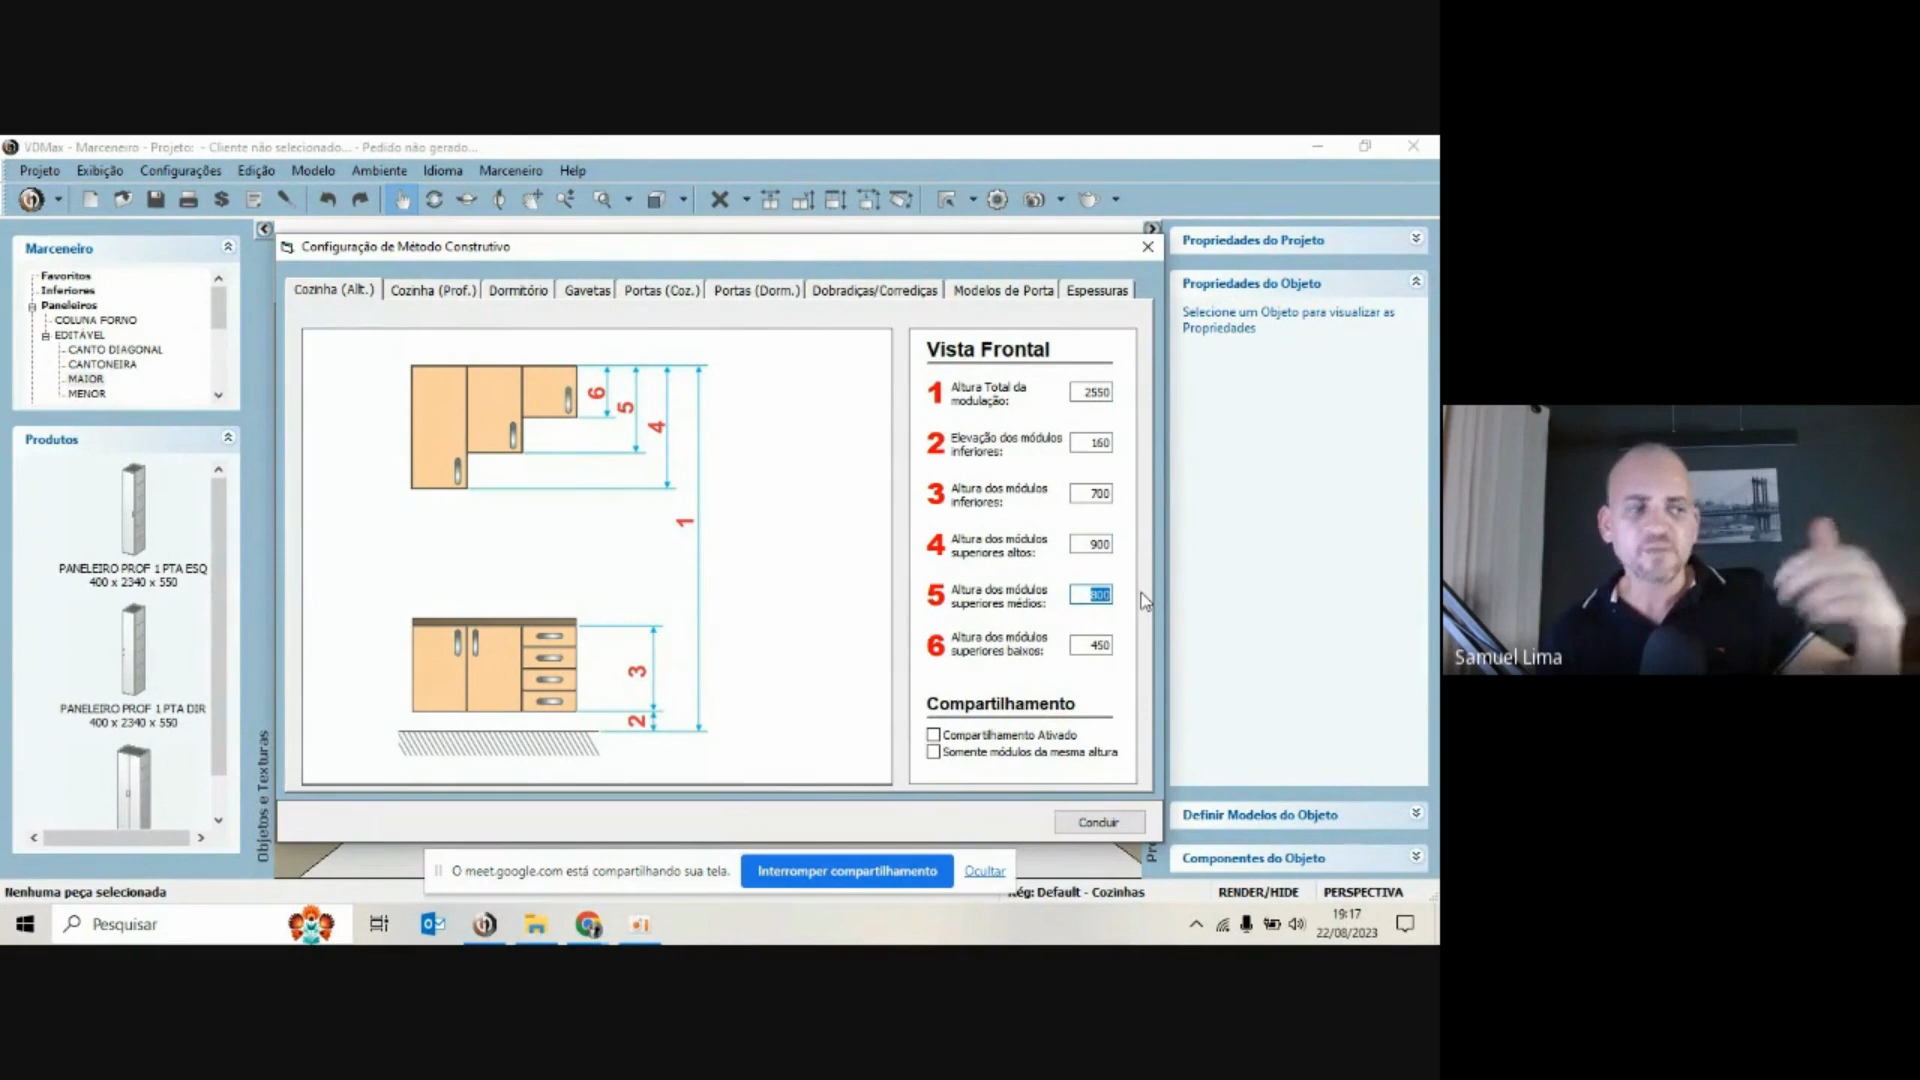 VDMax - Marceneiro - Projeto: - Cliente não selecionado... - Pedido não gerado...
Projeto Exibição Configurações Edição Modelo Ambiente Idioma Marceneiro Help
Marceneiro
Favoritos
Inferiores
Paneleiros
COLUNA FORNO
EDITÁVEL
CANTO DIAGONAL
CANTONEIRA
MAIOR
MENOR
Produtos
PANELEIRO PROF 1 PTA ESQ
400 x 2340 x 550
PANELEIRO PROF 1 PTA DIR
400 x 2340 x 550
Objetos e Texturas
Configuração de Método Construtivo
Cozinha (Alt.) Cozinha (Prof.) Dormitório Gavetas Portas (Coz.) Portas (Dorm.) Dobradiças/Corrediças Modelos de Porta Espessuras
6
5
4
1
3
2
Vista Frontal
1 Altura Total da
modulação: 2550
2 Elevação dos módulos
inferiores: 160
3 Altura dos módulos
inferiores: 700
4 Altura dos módulos
superiores altos: 900
5 Altura dos módulos
superiores médios: 800
6 Altura dos módulos
superiores baixos: 450
Compartilhamento
Compartilhamento Ativado
Somente módulos da mesma altura
Concluir
Propriedades do Projeto
Propriedades do Objeto
Selecione um Objeto para visualizar as
Propriedades
Definir Modelos do Objeto
Componentes do Objeto
Pr
O meet.google.com está compartilhando sua tela. Interromper compartilhamento Ocultar
Nenhuma peça selecionada
Rég: Default - Cozinhas RENDER/HIDE PERSPECTIVA
Pesquisar
19:17
22/08/2023
Samuel Lima